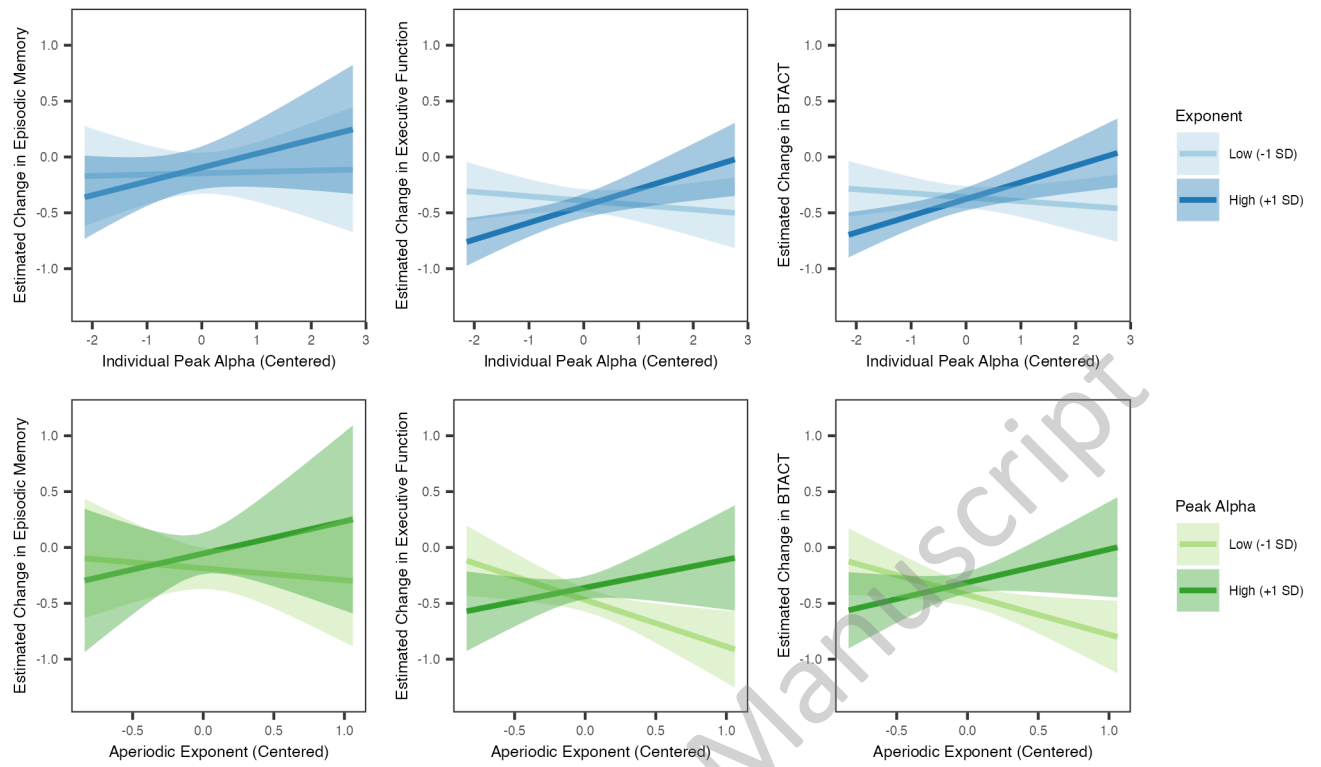 Estimated Change in Episodic Memory
1.0
0.5
0.0
-0.5
-1.0
-2 -1 0 1 2 3
Individual Peak Alpha (Centered)
Estimated Change in Executive Function
1.0
0.5
0.0
-0.5
-1.0
-2 -1 0 1 2 3
Individual Peak Alpha (Centered)
Estimated Change in BTACT
1.0
0.5
0.0
-0.5
-1.0
-2 -1 0 1 2 3
Individual Peak Alpha (Centered)
Exponent
Low (-1 SD)
High (+1 SD)
Estimated Change in Episodic Memory
1.0
0.5
0.0
-0.5
-1.0
-0.5 0.0 0.5 1.0
Aperiodic Exponent (Centered)
Estimated Change in Executive Function
1.0
0.5
0.0
-0.5
-1.0
-0.5 0.0 0.5 1.0
Aperiodic Exponent (Centered)
Estimated Change in BTACT
1.0
0.5
0.0
-0.5
-1.0
-0.5 0.0 0.5 1.0
Aperiodic Exponent (Centered)
Peak Alpha
Low (-1 SD)
High (+1 SD)
Manuscript